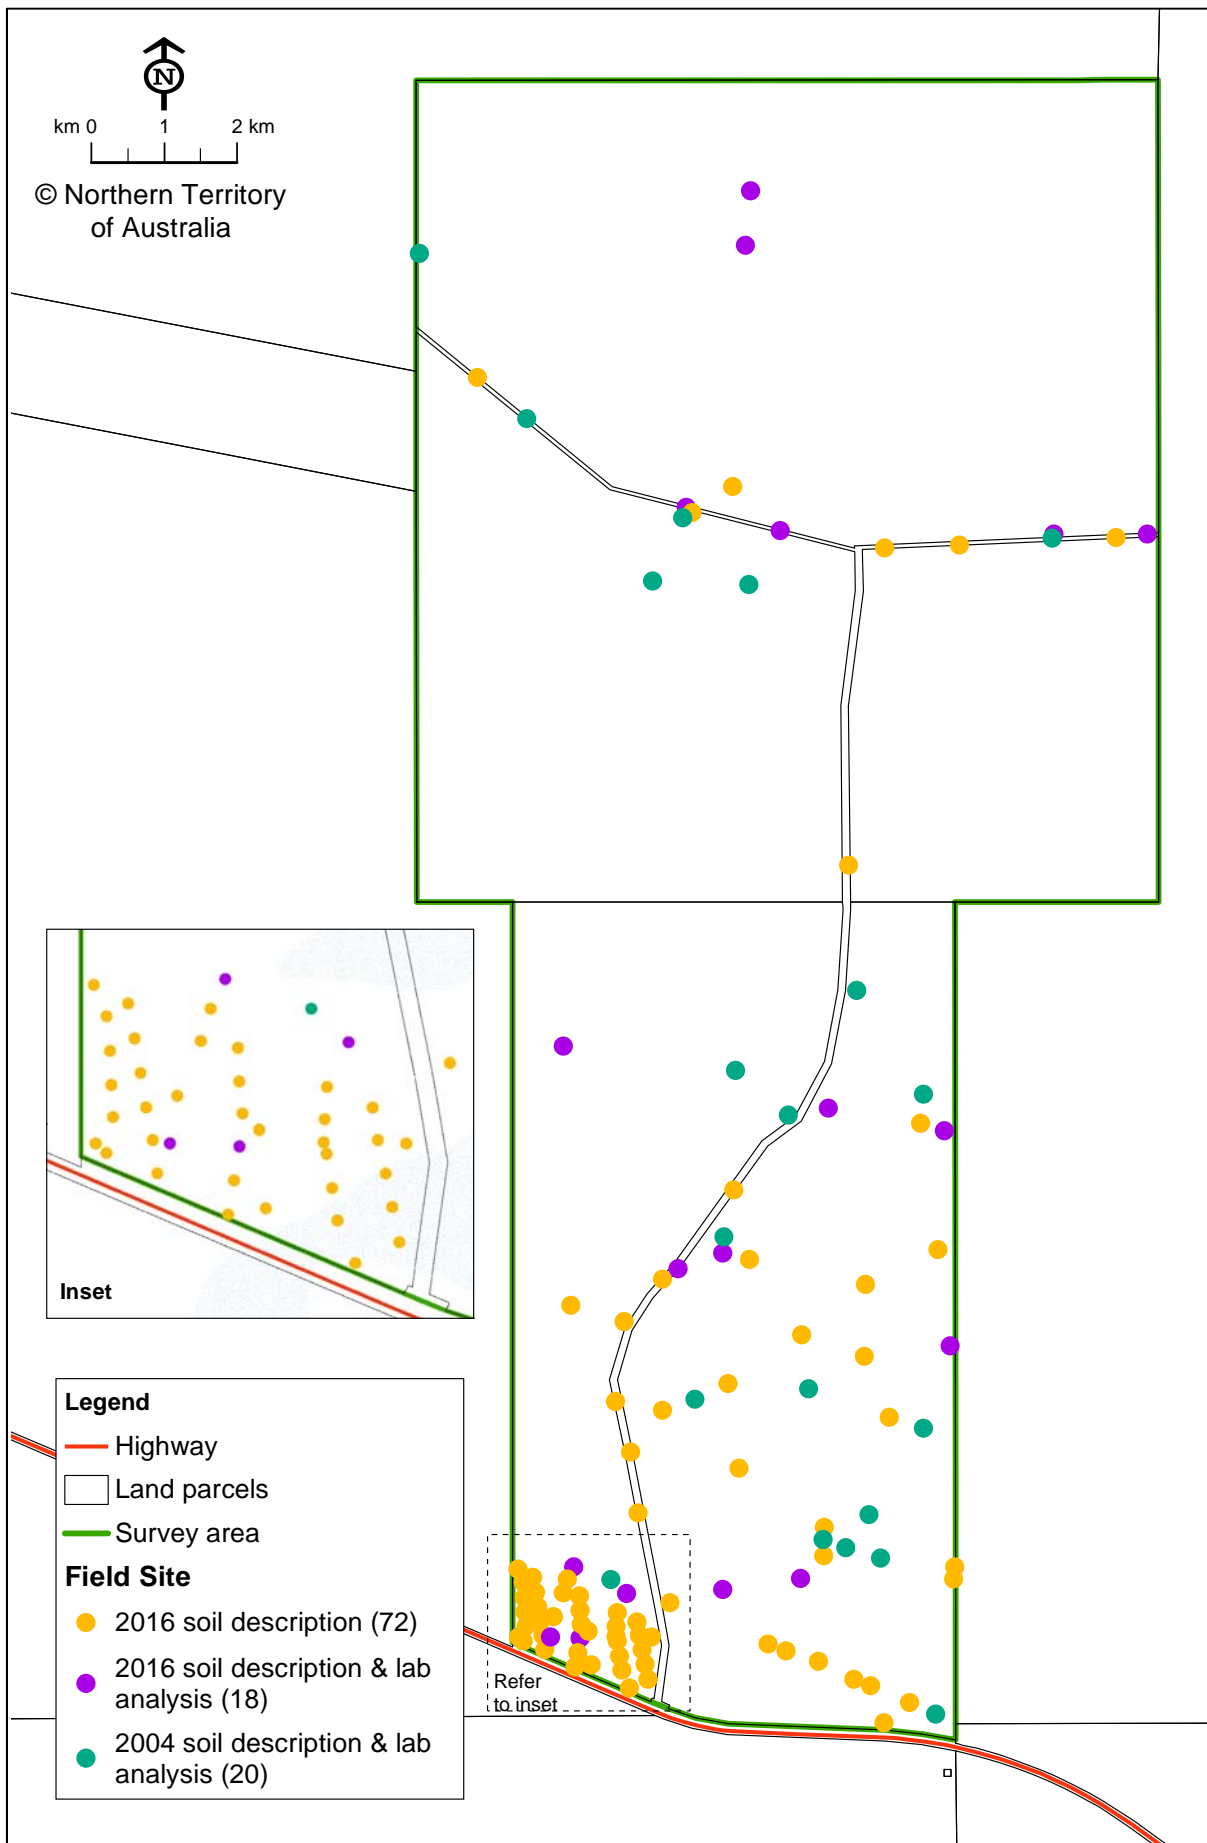 N
km 0 1 2 km
© Northern Territory
of Australia
Inset
Legend
Highway
Land parcels
Survey area
Field Site
2016 soil description (72)
2016 soil description & lab
analysis (18)
2004 soil description & lab
analysis (20)
Refer
to inset